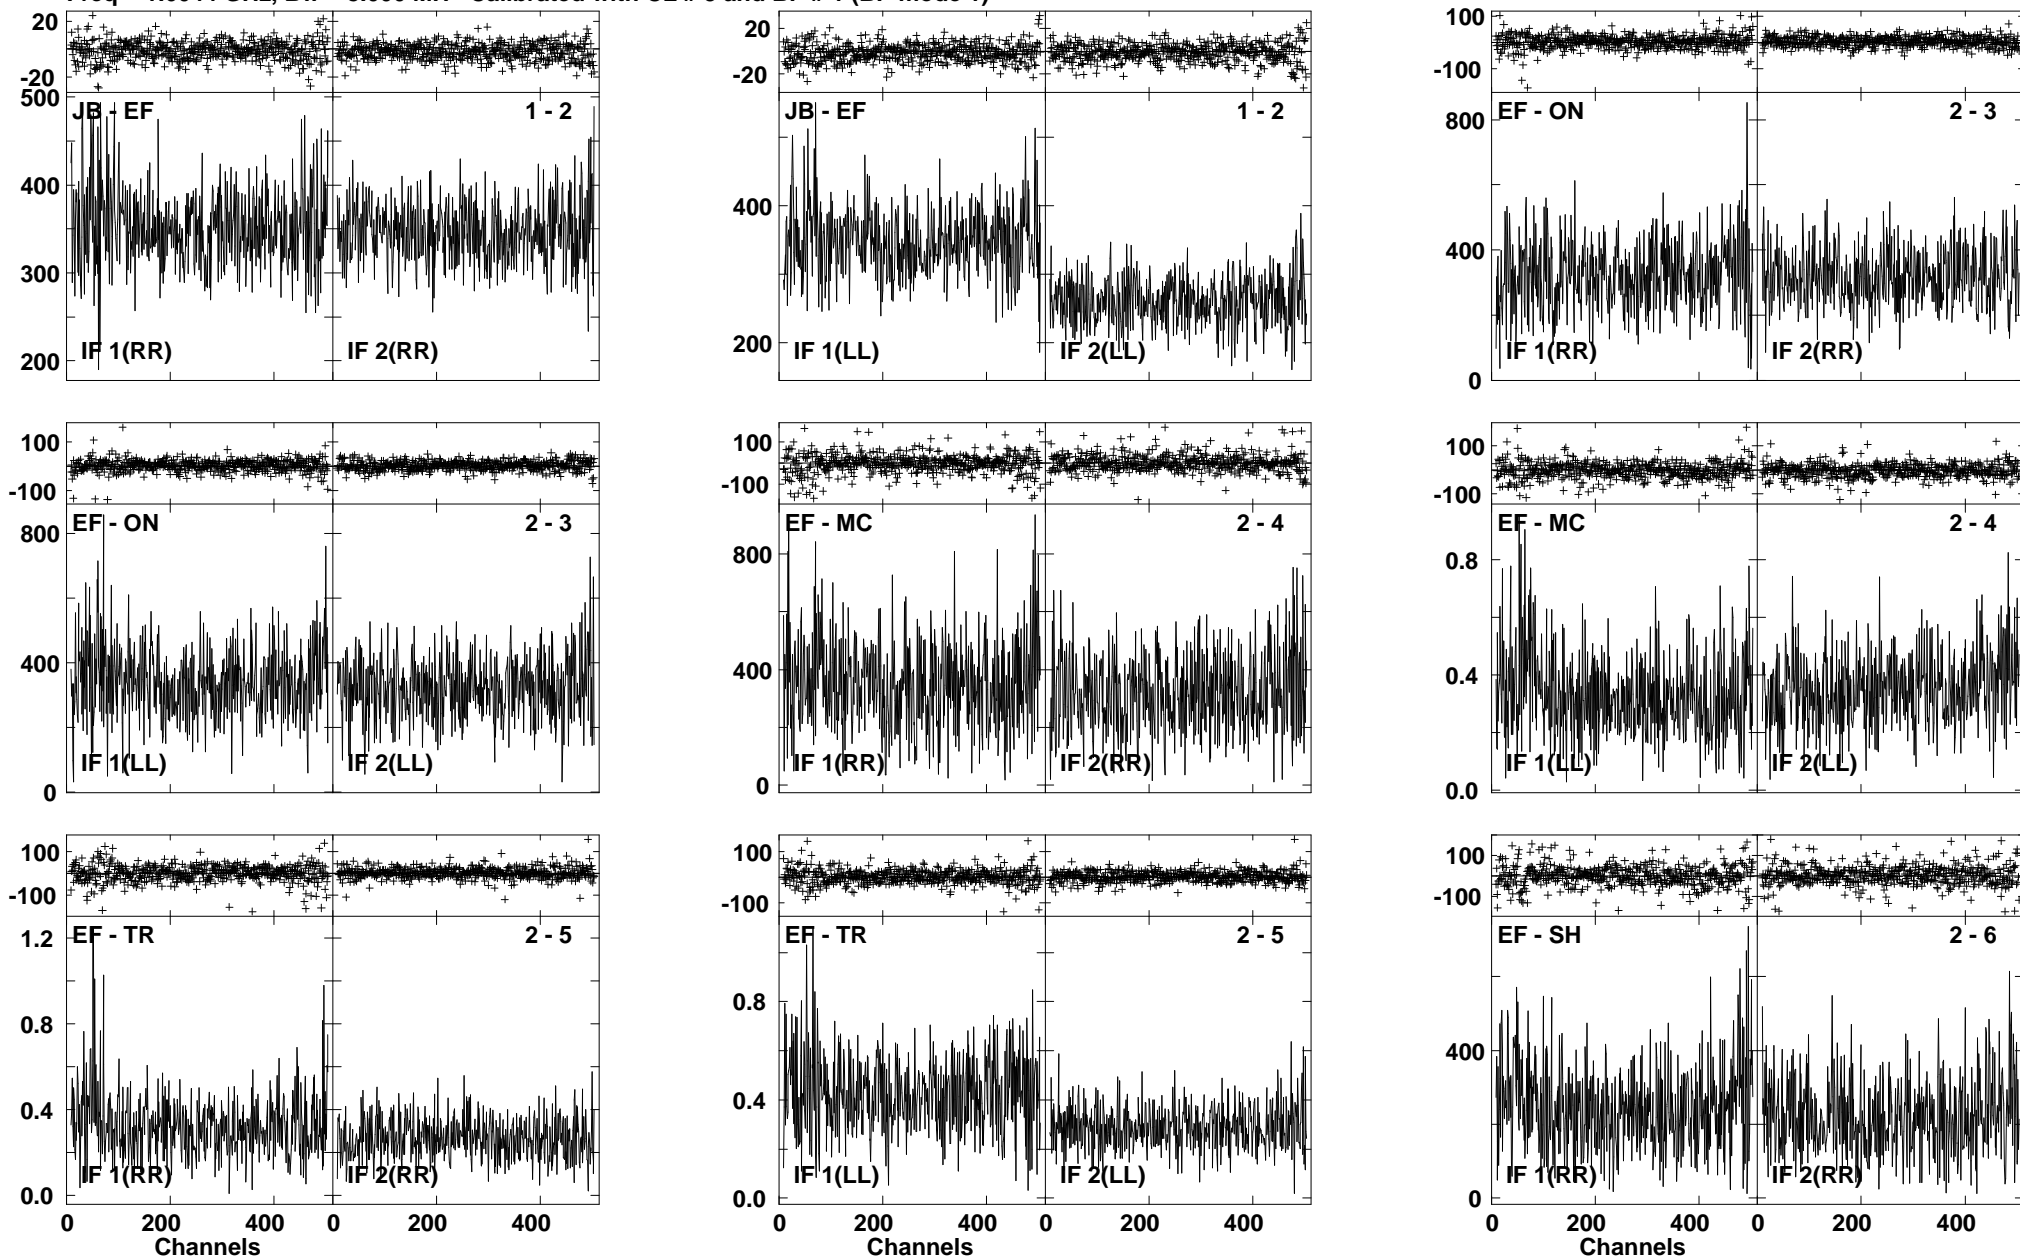 20
-20
500
400
300
200
JB - EF
1 - 2
IF 1(RR)
IF 2(RR)
20
-20
400
200
JB - EF
1 - 2
IF 1(LL)
IF 2(LL)
100
-100
800
400
0
EF - ON
2 - 3
IF 1(RR)
IF 2(RR)
100
-100
800
400
0
EF - ON
2 - 3
IF 1(LL)
IF 2(LL)
100
-100
800
400
0
EF - MC
2 - 4
IF 1(RR)
IF 2(RR)
100
-100
0.8
0.4
0.0
EF - MC
2 - 4
IF 1(LL)
IF 2(LL)
100
-100
1.2
0.8
0.4
0.0
EF - TR
2 - 5
IF 1(RR)
IF 2(RR)
0 200 400 0 200 400
Channels
100
-100
0.8
0.4
0.0
EF - TR
2 - 5
IF 1(LL)
IF 2(LL)
0 200 400 0 200 400
Channels
100
-100
400
0
EF - SH
2 - 6
IF 1(RR)
IF 2(RR)
0 200 400 0 200 400
Channels